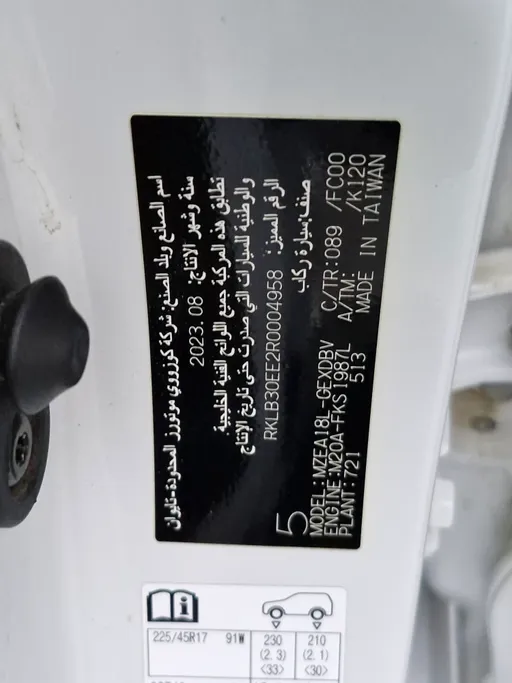 اسم الصانع وبلد الصنع: شركة كوزروي موتورز المحدودة-تايوان
سنة وشهر الانتاج: 2023. 08
تطابق هذه المركبة جميع اللوائح الفنية الخليجية
والوطنية للسيارات التي صدرت حتى تاريخ الإنتاج
الرقم المميز: RKLB30EE2R0004958
صنف: سيارة ركاب
5
MODEL:MZEA18L-GEXDBV C/TR:089 /FC00
ENGINE:M20A-FKS 1987L A/TM: /K120
PLANT:721 513 MADE IN TAIWAN
225/45R17 91W 230 (2.3) <33> 210 (2.1) <30>